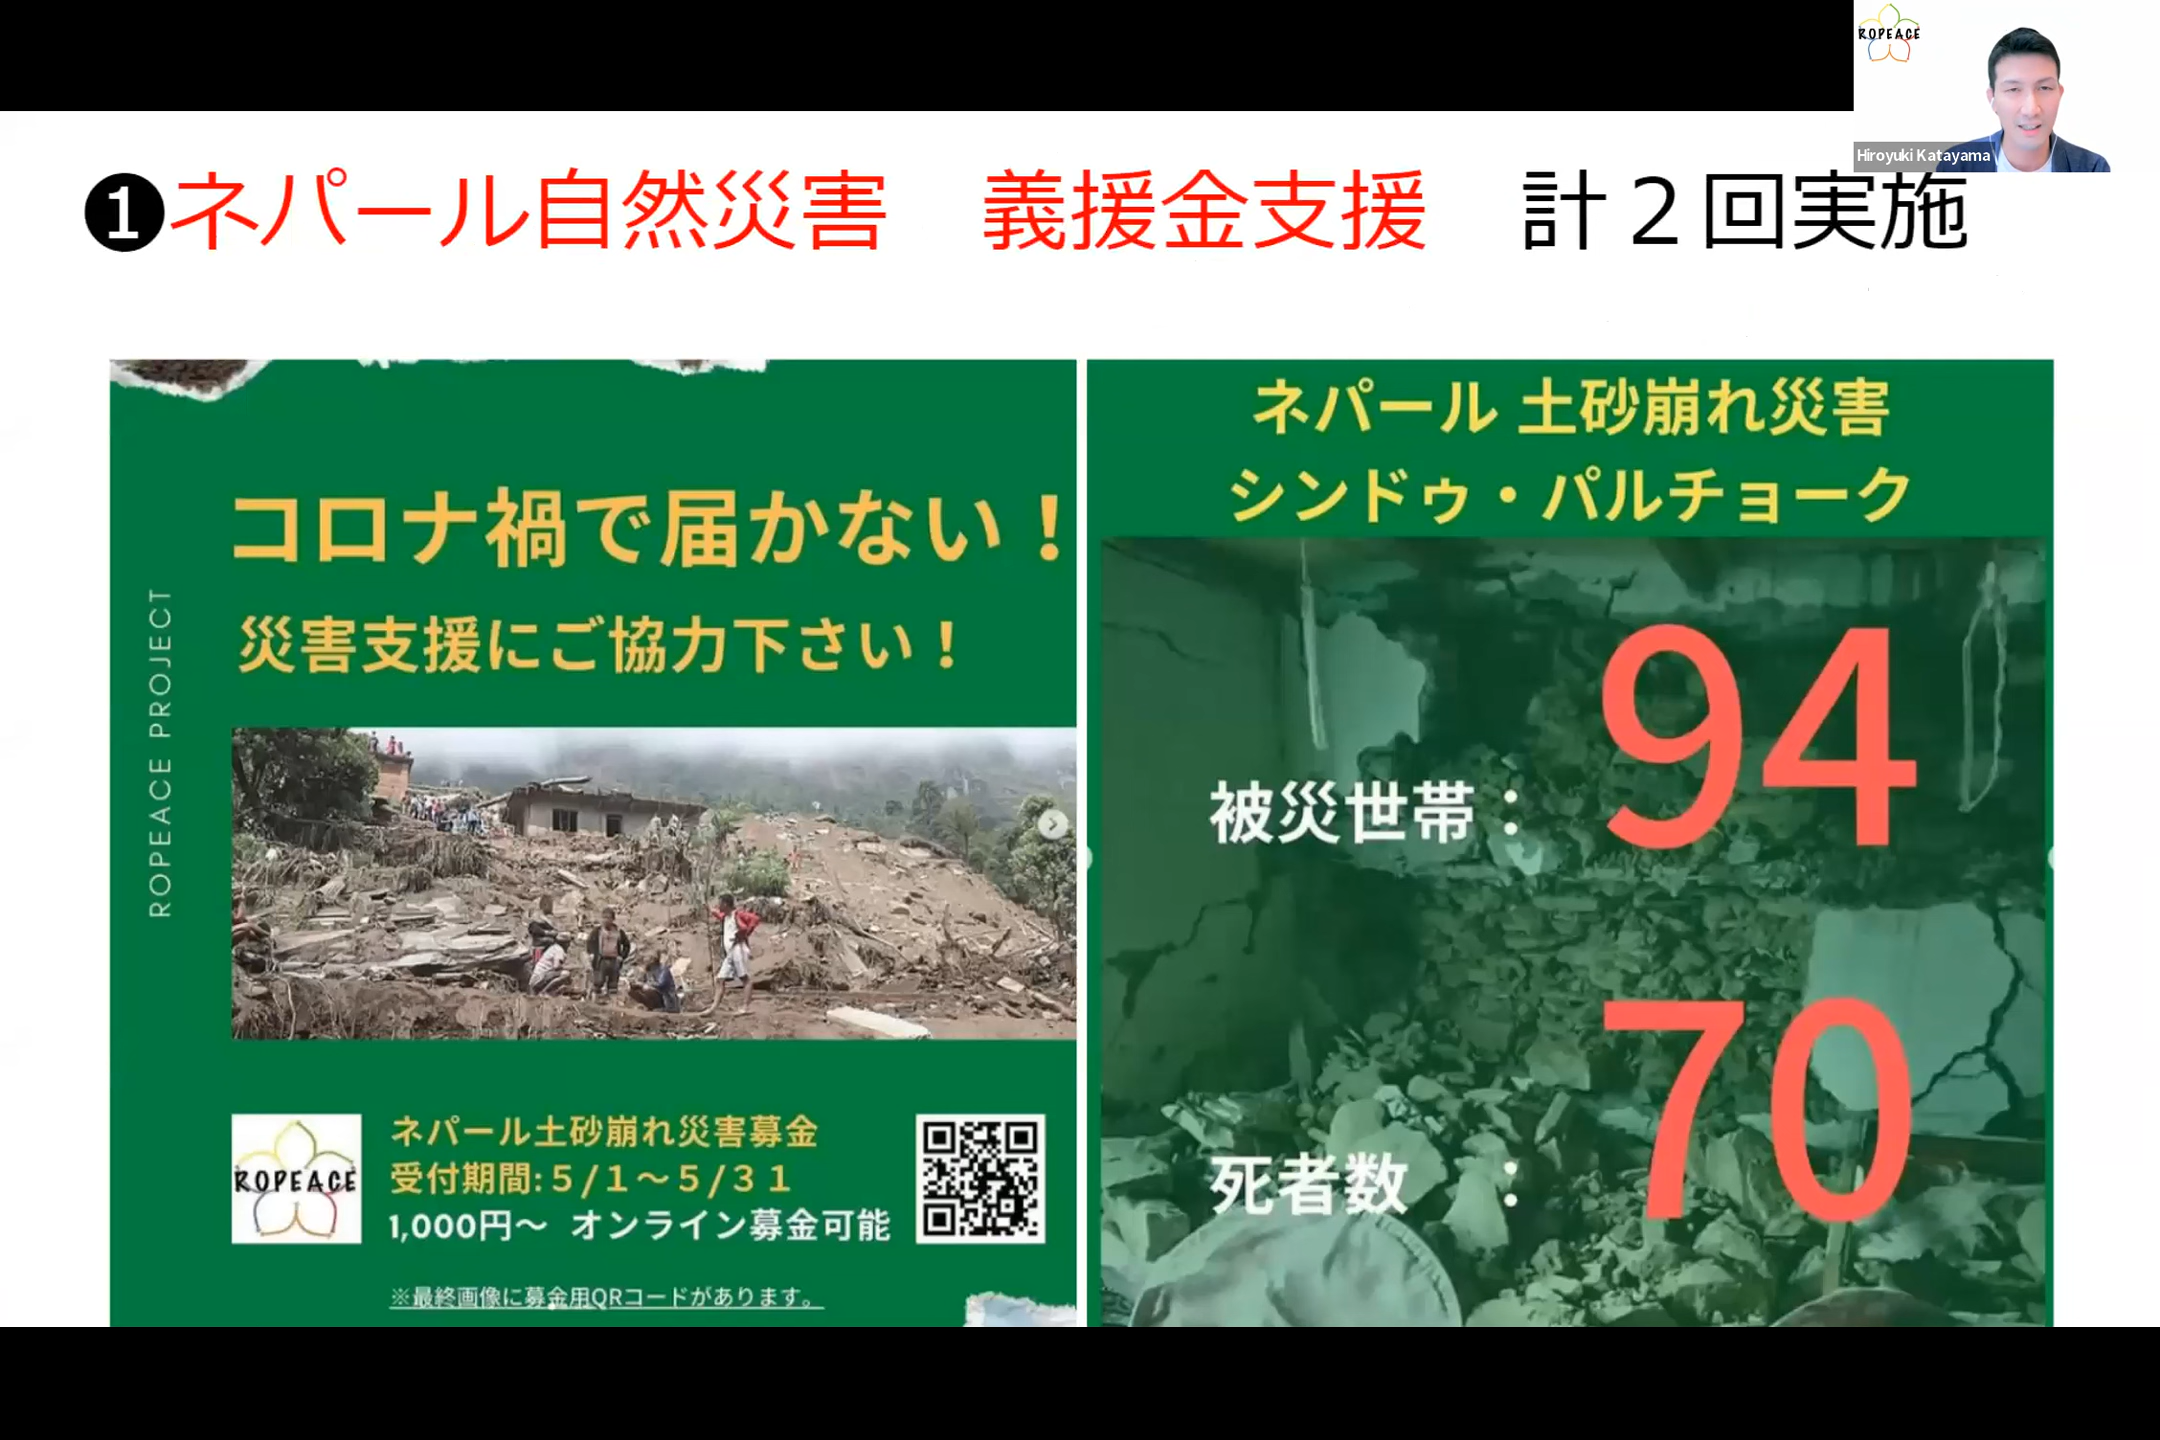 ROPEACE
Hiroyuki Katayama
❶ネパール自然災害　義援金支援　計２回実施
コロナ禍で届かない！
災害支援にご協力下さい！
ROPEACE PROJECT
ROPEACE
ネパール土砂崩れ災害募金
受付期間:５/１〜５/３１
1,000円〜 オンライン募金可能
※最終画像に募金用QRコードがあります。
ネパール 土砂崩れ災害
シンドゥ・パルチョーク
被災世帯：94
死者数 ：70